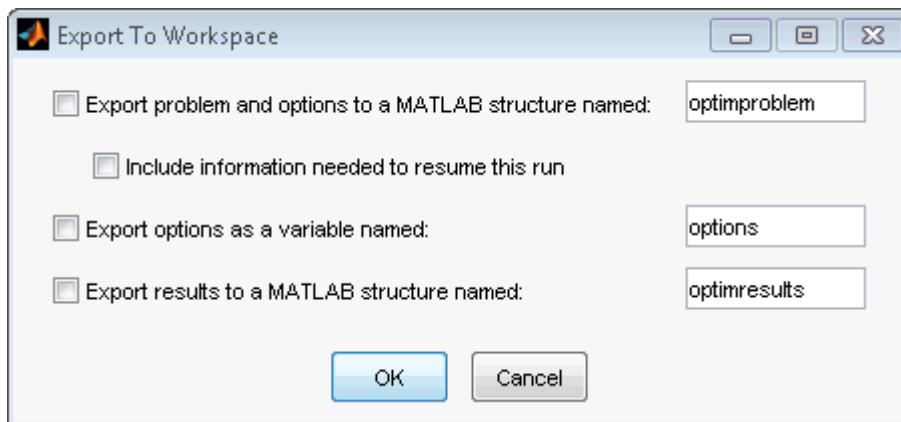 Export To Workspace
Export problem and options to a MATLAB structure named: optimproblem
Include information needed to resume this run
Export options as a variable named: options
Export results to a MATLAB structure named: optimresults
OK Cancel